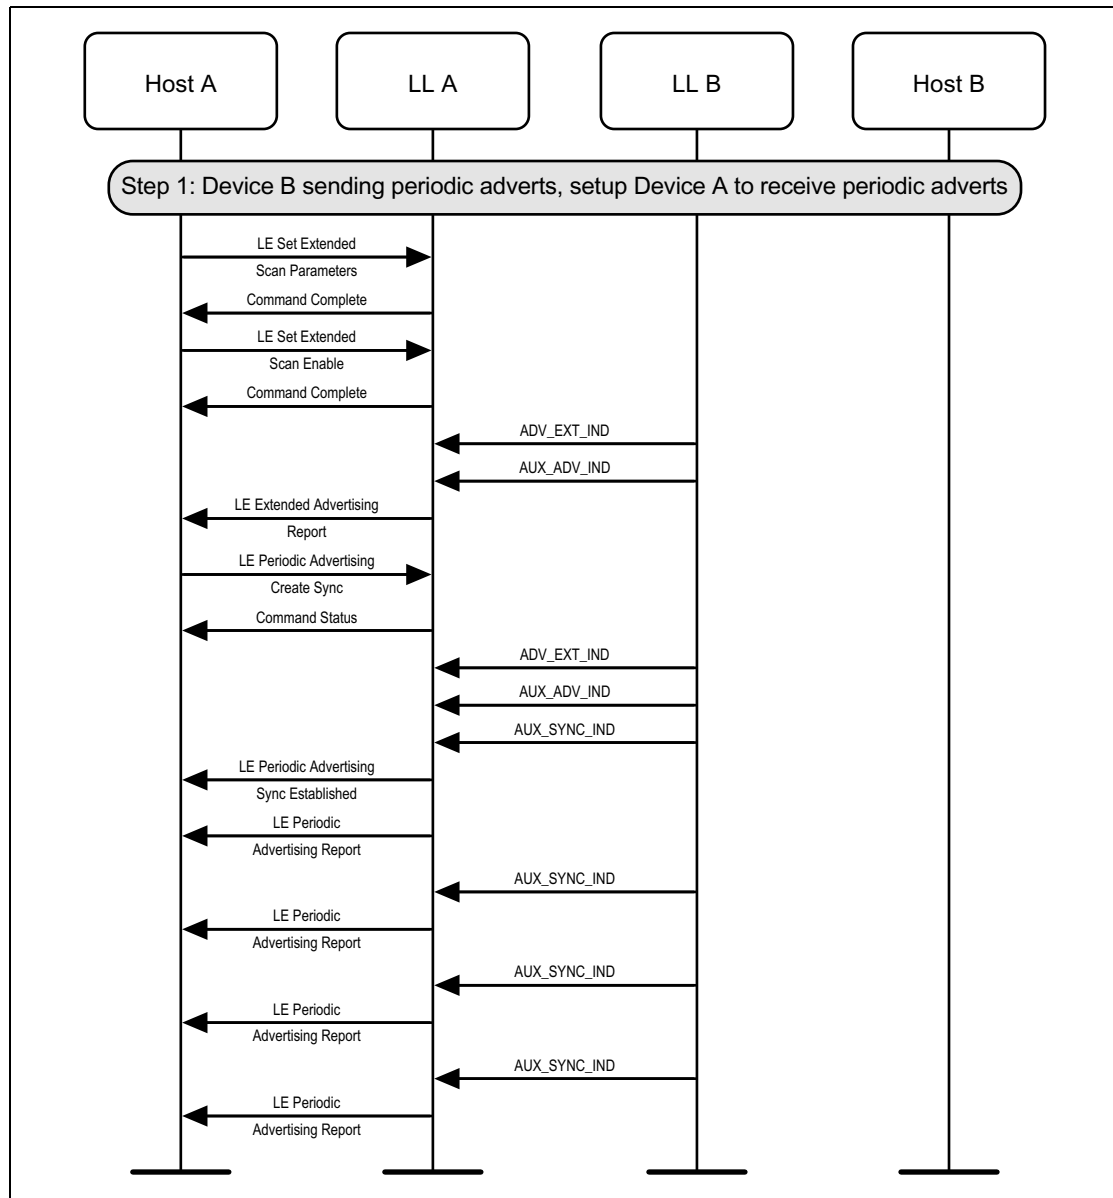 Host A
LL A
LL B
Host B
Step 1: Device B sending periodic adverts, setup Device A to receive periodic adverts
LE Set Extended
Scan Parameters
Command Complete
LE Set Extended
Scan Enable
Command Complete
ADV_EXT_IND
AUX_ADV_IND
LE Extended Advertising
Report
LE Periodic Advertising
Create Sync
Command Status
ADV_EXT_IND
AUX_ADV_IND
AUX_SYNC_IND
LE Periodic Advertising
Sync Established
LE Periodic
Advertising Report
AUX_SYNC_IND
LE Periodic
Advertising Report
AUX_SYNC_IND
LE Periodic
Advertising Report
AUX_SYNC_IND
LE Periodic
Advertising Report